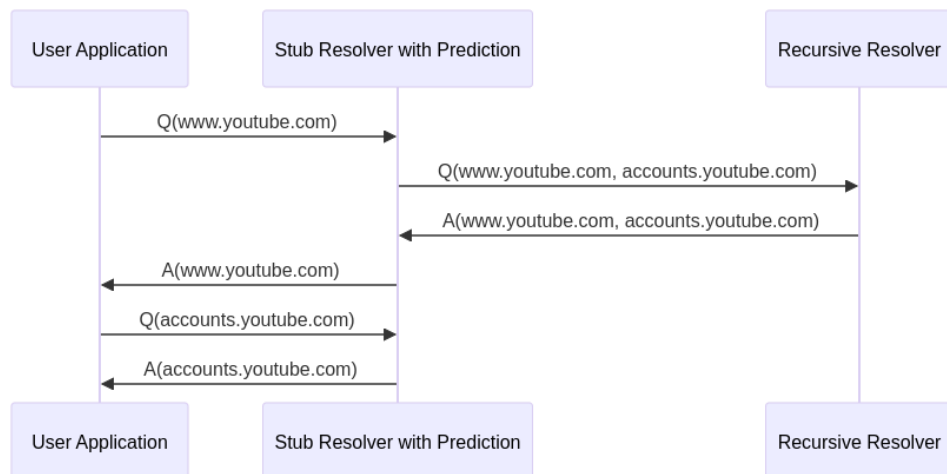 User Application
Stub Resolver with Prediction
Recursive Resolver
Q(www.youtube.com)
Q(www.youtube.com, accounts.youtube.com)
A(www.youtube.com, accounts.youtube.com)
A(www.youtube.com)
Q(accounts.youtube.com)
A(accounts.youtube.com)
User Application
Stub Resolver with Prediction
Recursive Resolver